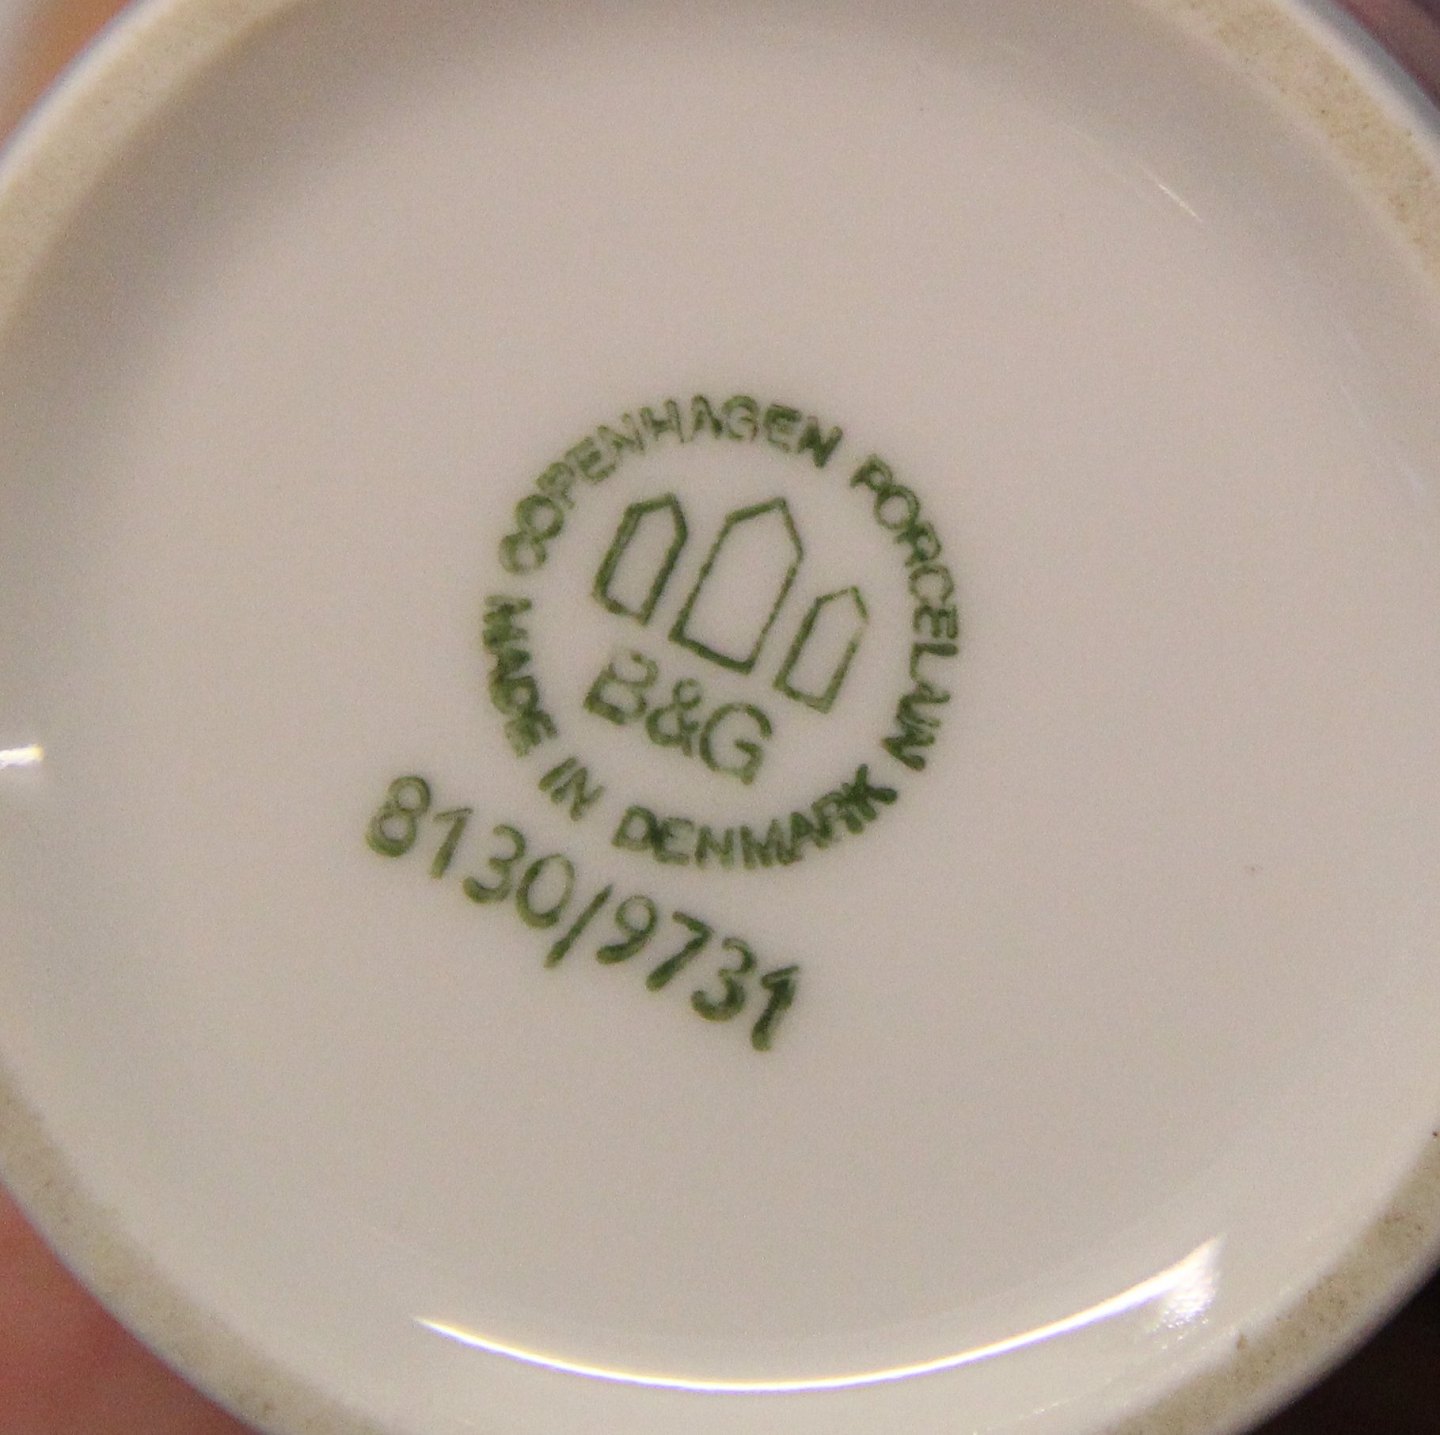 COPENHAGEN PORCELAIN
B&G
MADE IN DENMARK
8130/9731